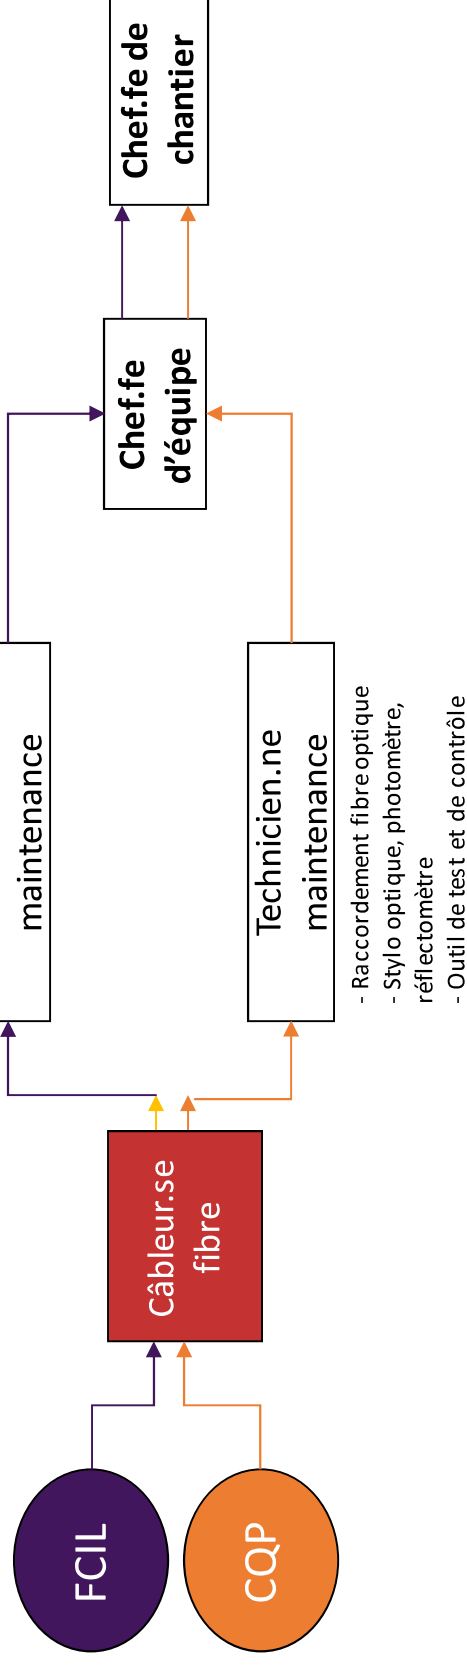 FCIL
CQP
Câbleur.se
fibre
maintenance
Technicien.ne
maintenance
- Raccordement fibre optique
- Stylo optique, photomètre,
réflectomètre
- Outil de test et de contrôle
Chef.fe
d’équipe
Chef.fe de
chantier